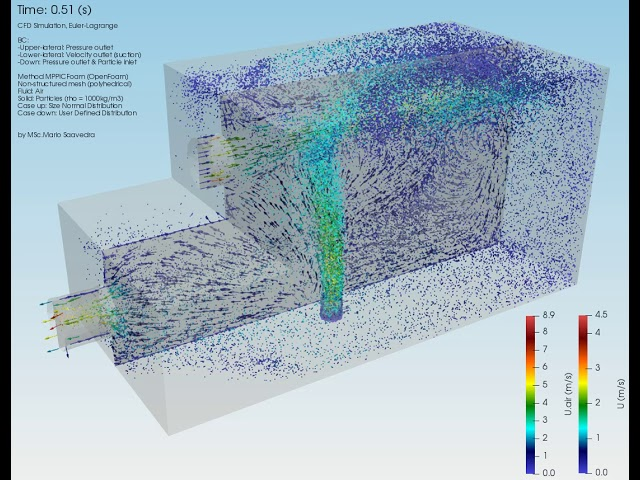 Time: 0.51 (s)
CFD Simulation, Euler-Lagrange
BC:
-Upper-lateral: Pressure outlet
-Lower-lateral: Velocity outlet (suction)
-Down: Pressure outlet & Particle inlet
Method MPPICFoam (OpenFoam)
Non-structured mesh (polyhedrical)
Fluid: Air
Solid: Particles (rho = 1000kg/m3)
Case up: Size Normal Distribution
Case down: User Defined Distribution
by MSc.Mario Saavedra
8.9
8
7
6
5
4
3
2
1
0.0
U.air (m/s)
4.5
4
3
2
1
0.0
U (m/s)